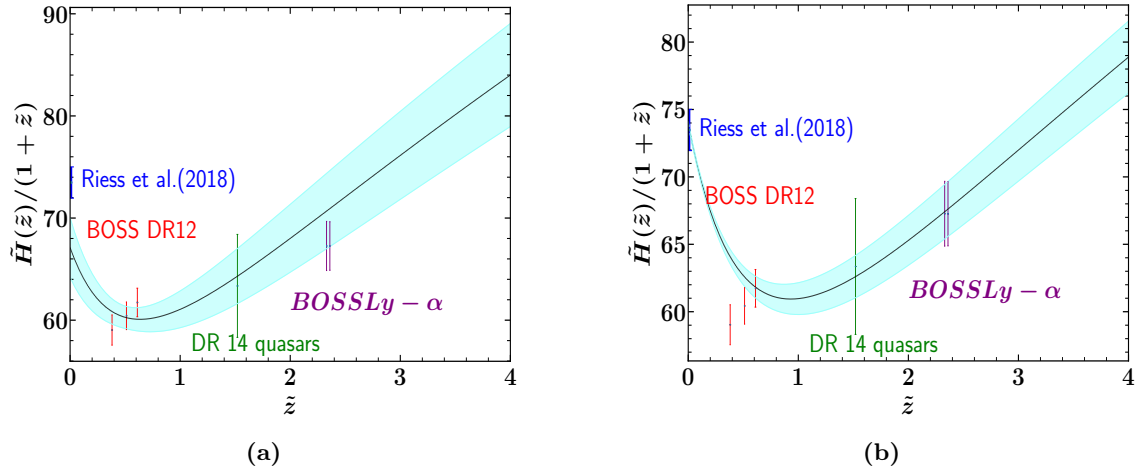 90
80
70
60
0
1
2
3
4
H̃(z̃)/(1 + z̃)
z̃
Riess et al.(2018)
BOSS DR12
BOSSLy − α
DR 14 quasars
(a)
80
75
70
65
60
0
1
2
3
4
H̃(z̃)/(1 + z̃)
z̃
Riess et al.(2018)
BOSS DR12
BOSSLy − α
DR 14 quasars
(b)